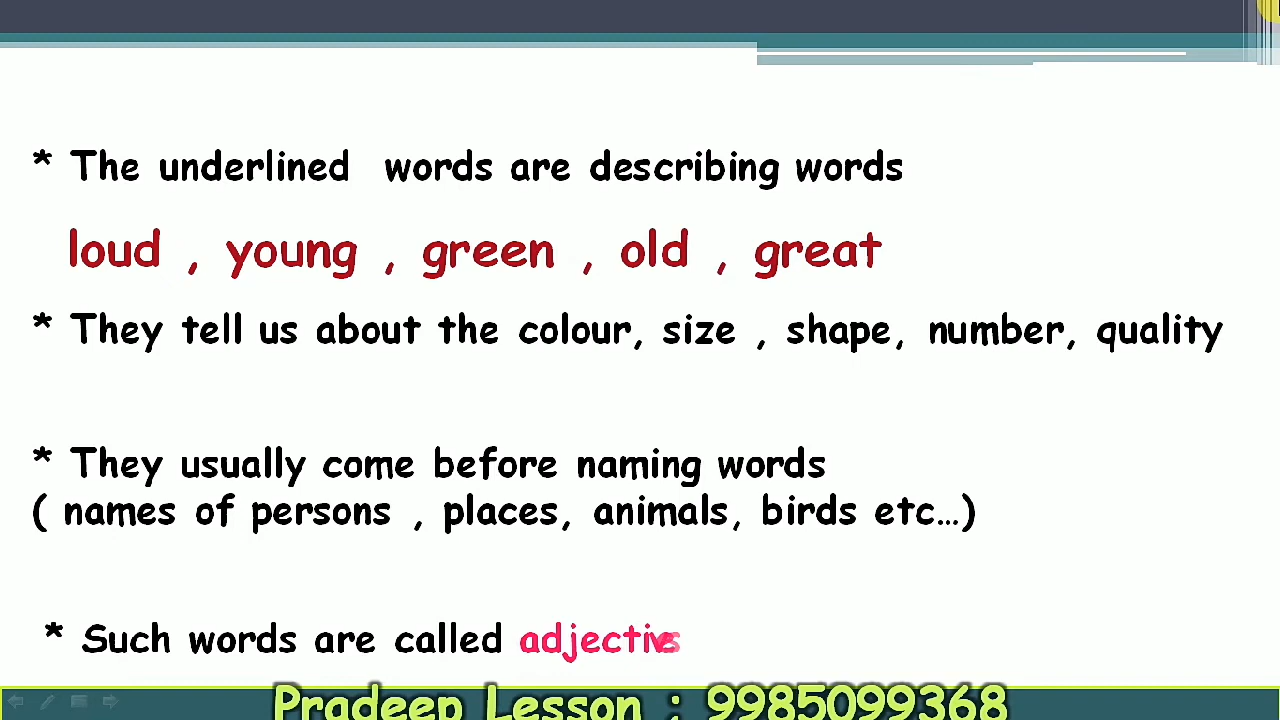 * The underlined words are describing words
loud , young , green , old , great
* They tell us about the colour, size , shape, number, quality
* They usually come before naming words
( names of persons , places, animals, birds etc...)
* Such words are called adjectives
Pradeep Lesson : 9985099368